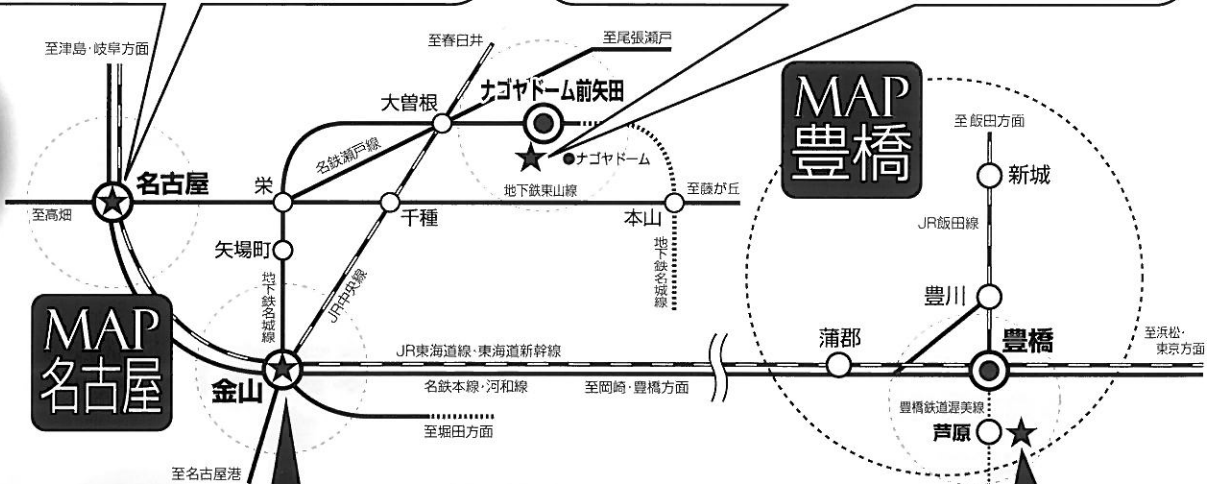 至津島・岐阜方面
至春日井
至尾張瀬戸
大曽根
ナゴヤドーム前矢田
名鉄瀬戸線
ナゴヤドーム
名古屋
栄
地下鉄東山線
至藤が丘
至高畑
千種
本山
矢場町
地下鉄名城線
JR中央線
地下鉄名城線
MAP
名古屋
金山
JR東海道線・東海道新幹線
名鉄本線・河和線
至岡崎・豊橋方面
至堀田方面
至名古屋港
MAP
豊橋
至飯田方面
新城
JR飯田線
豊川
蒲郡
豊橋
至浜松・
東京方面
豊橋鉄道渥美線
芦原